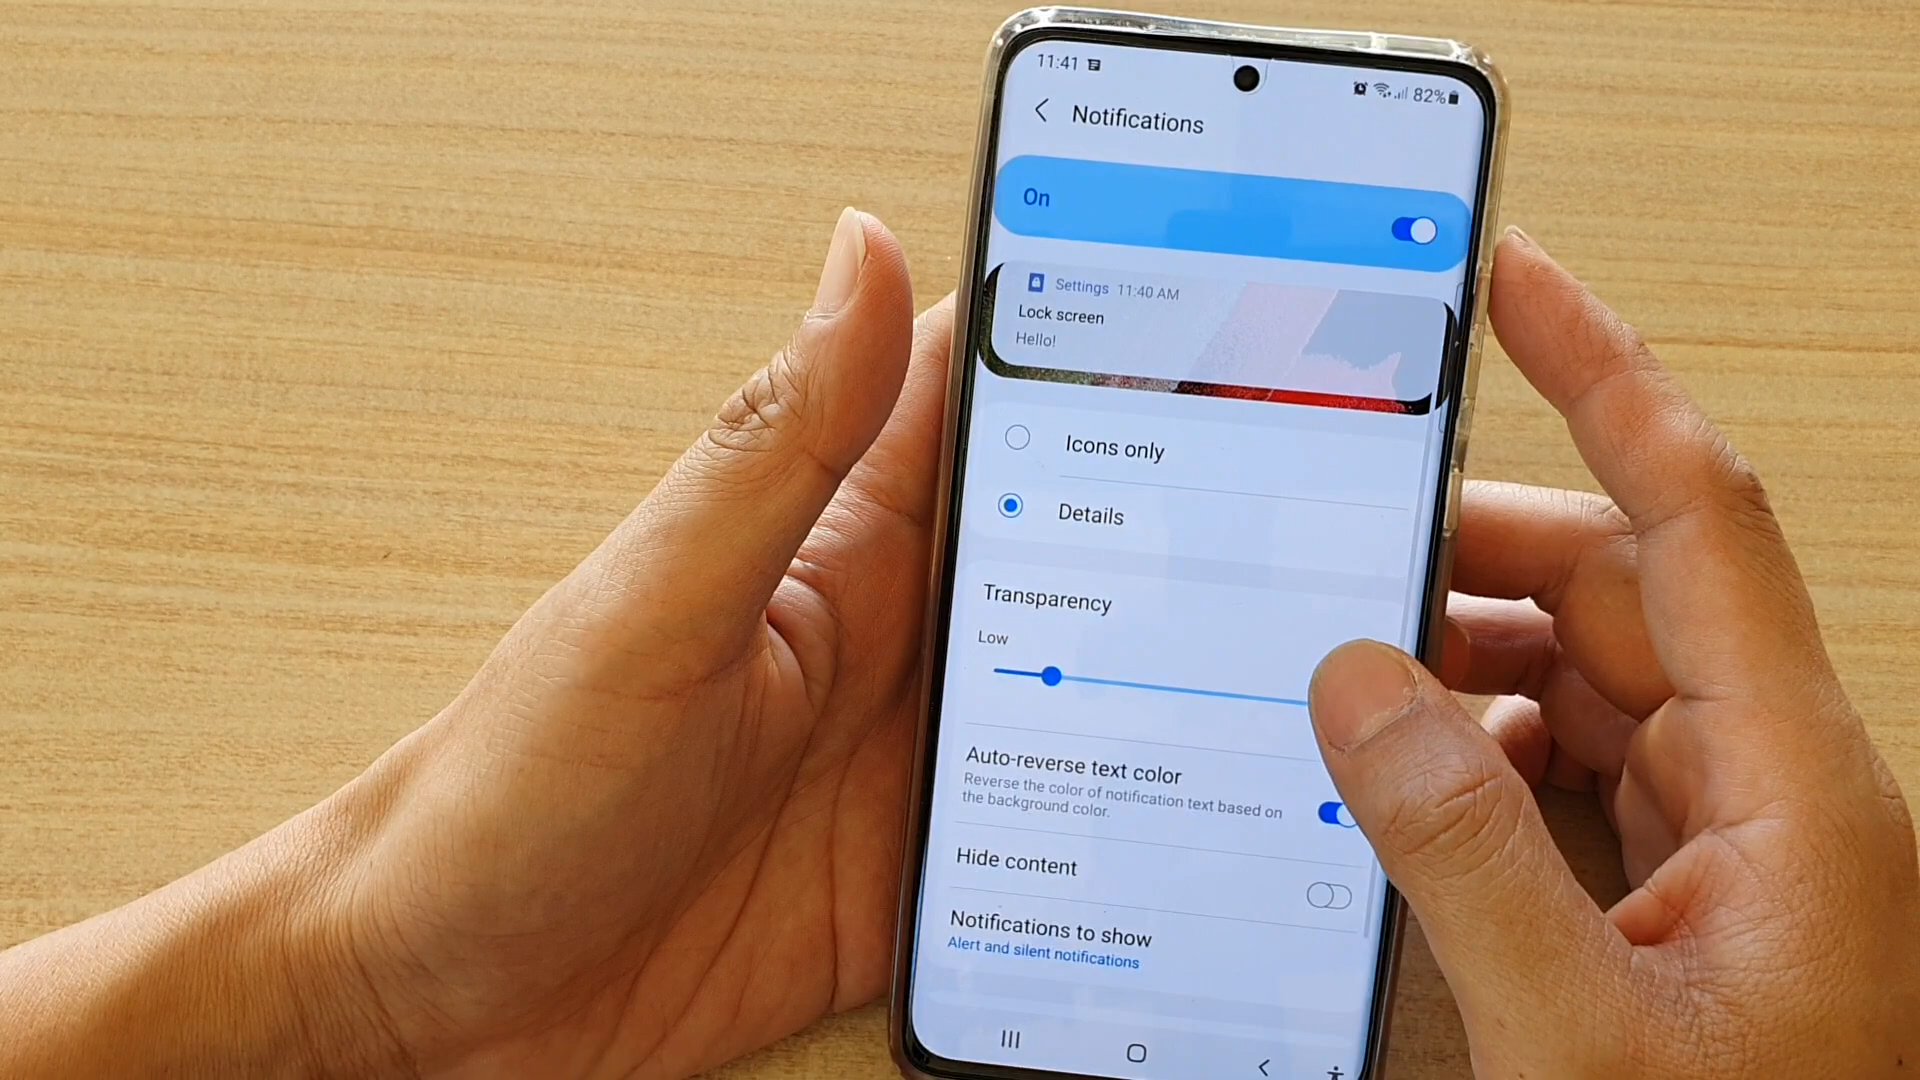 11:41
82%
Notifications
On
Settings 11:40 AM
Lock screen
Hello!
Icons only
Details
Transparency
Low
Auto-reverse text color
Reverse the color of notification text based on
the background color.
Hide content
Notifications to show
Alert and silent notifications